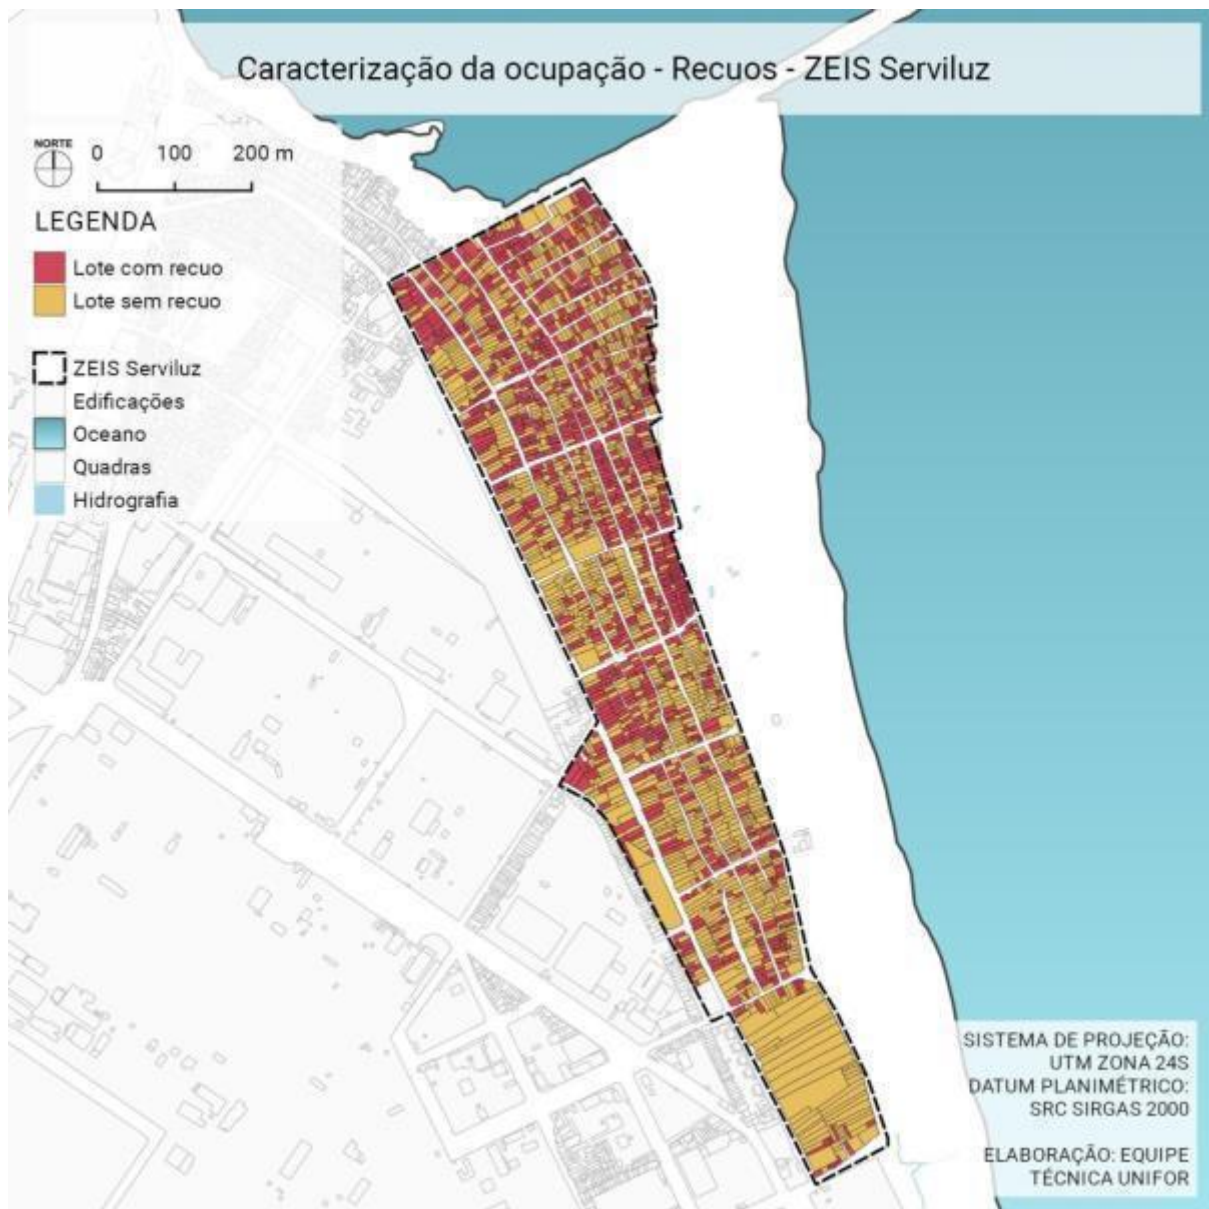 Caracterização da ocupação - Recuos - ZEIS Serviluz
NORTE
0 100 200 m
LEGENDA
Lote com recuo
Lote sem recuo
ZEIS Serviluz
Edificações
Oceano
Quadras
Hidrografia
SISTEMA DE PROJEÇÃO:
UTM ZONA 24S
DATUM PLANIMÉTRICO:
SRC SIRGAS 2000
ELABORAÇÃO: EQUIPE
TÉCNICA UNIFOR